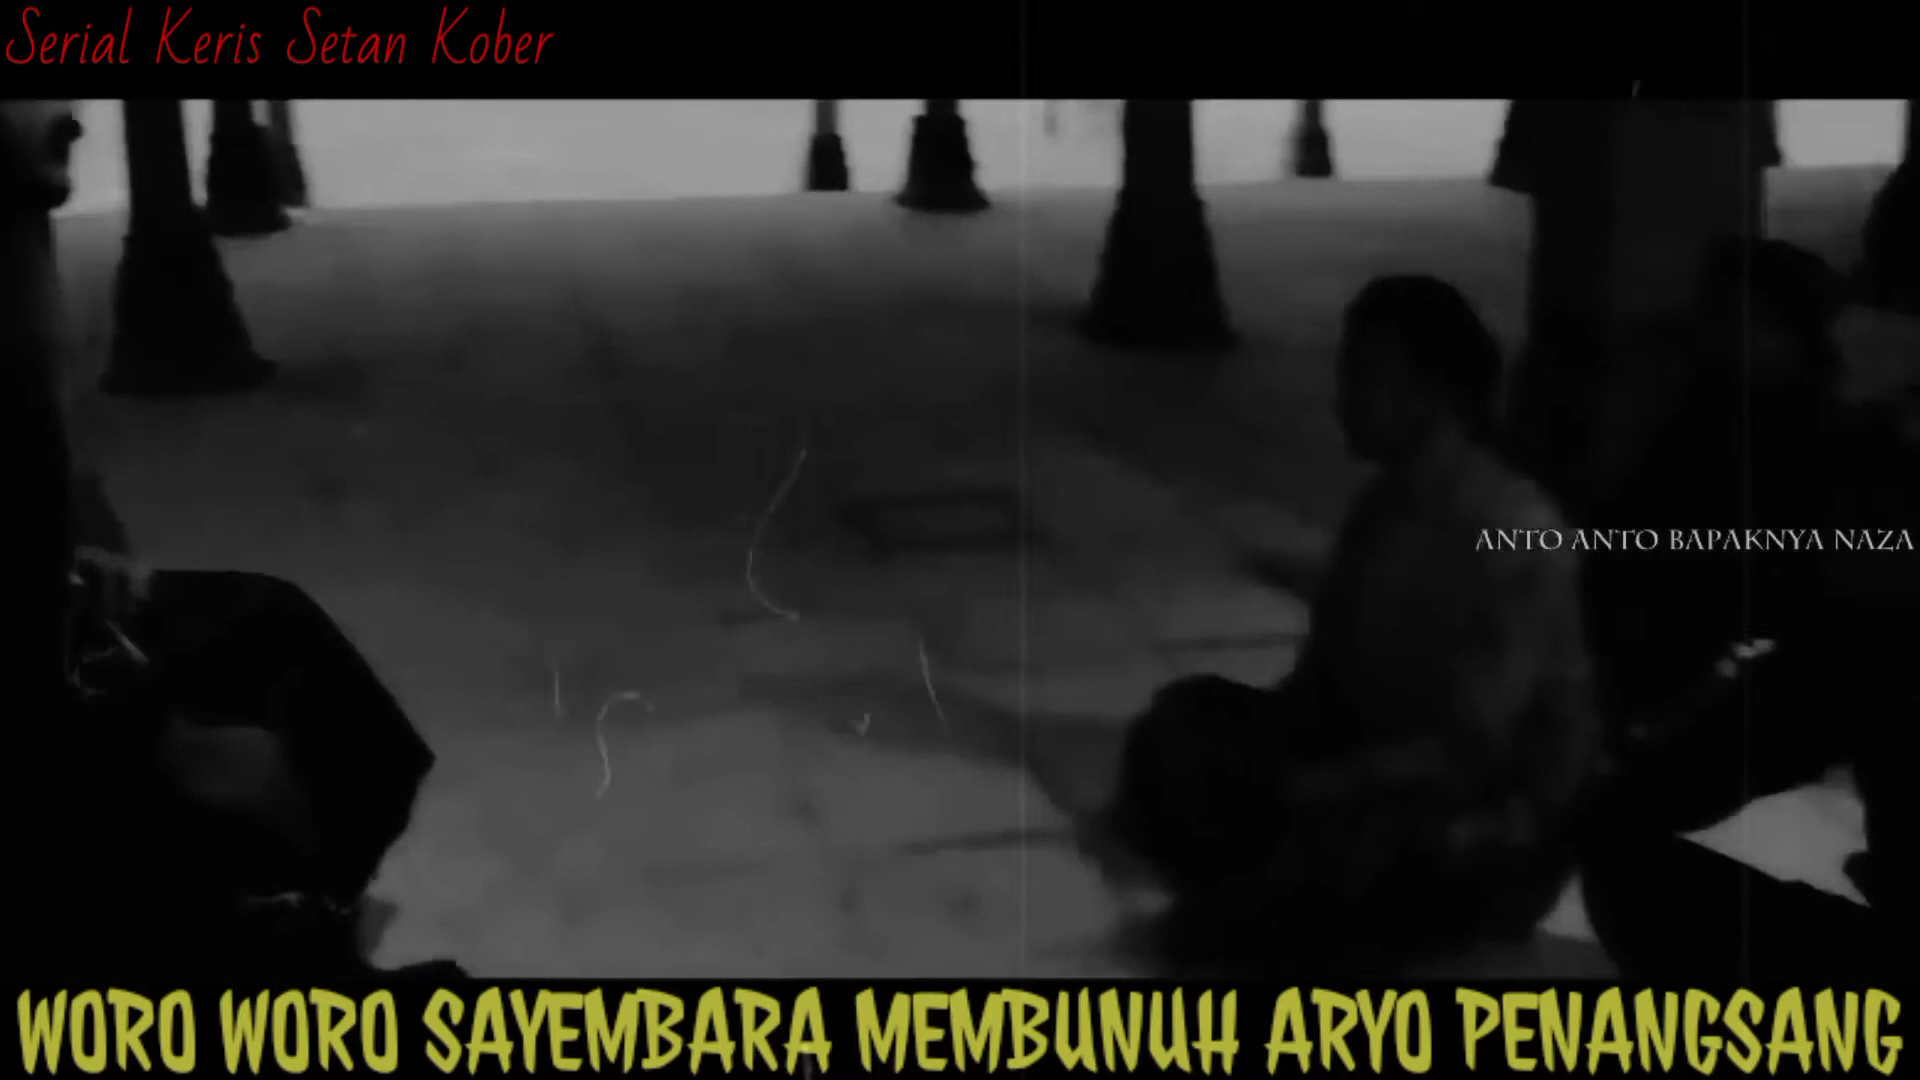 Serial Keris Setan Kober
ANTO ANTO BAPAKNYA NAZA
WORO WORO SAYEMBARA MEMBUNUH ARYO PENANGSANG